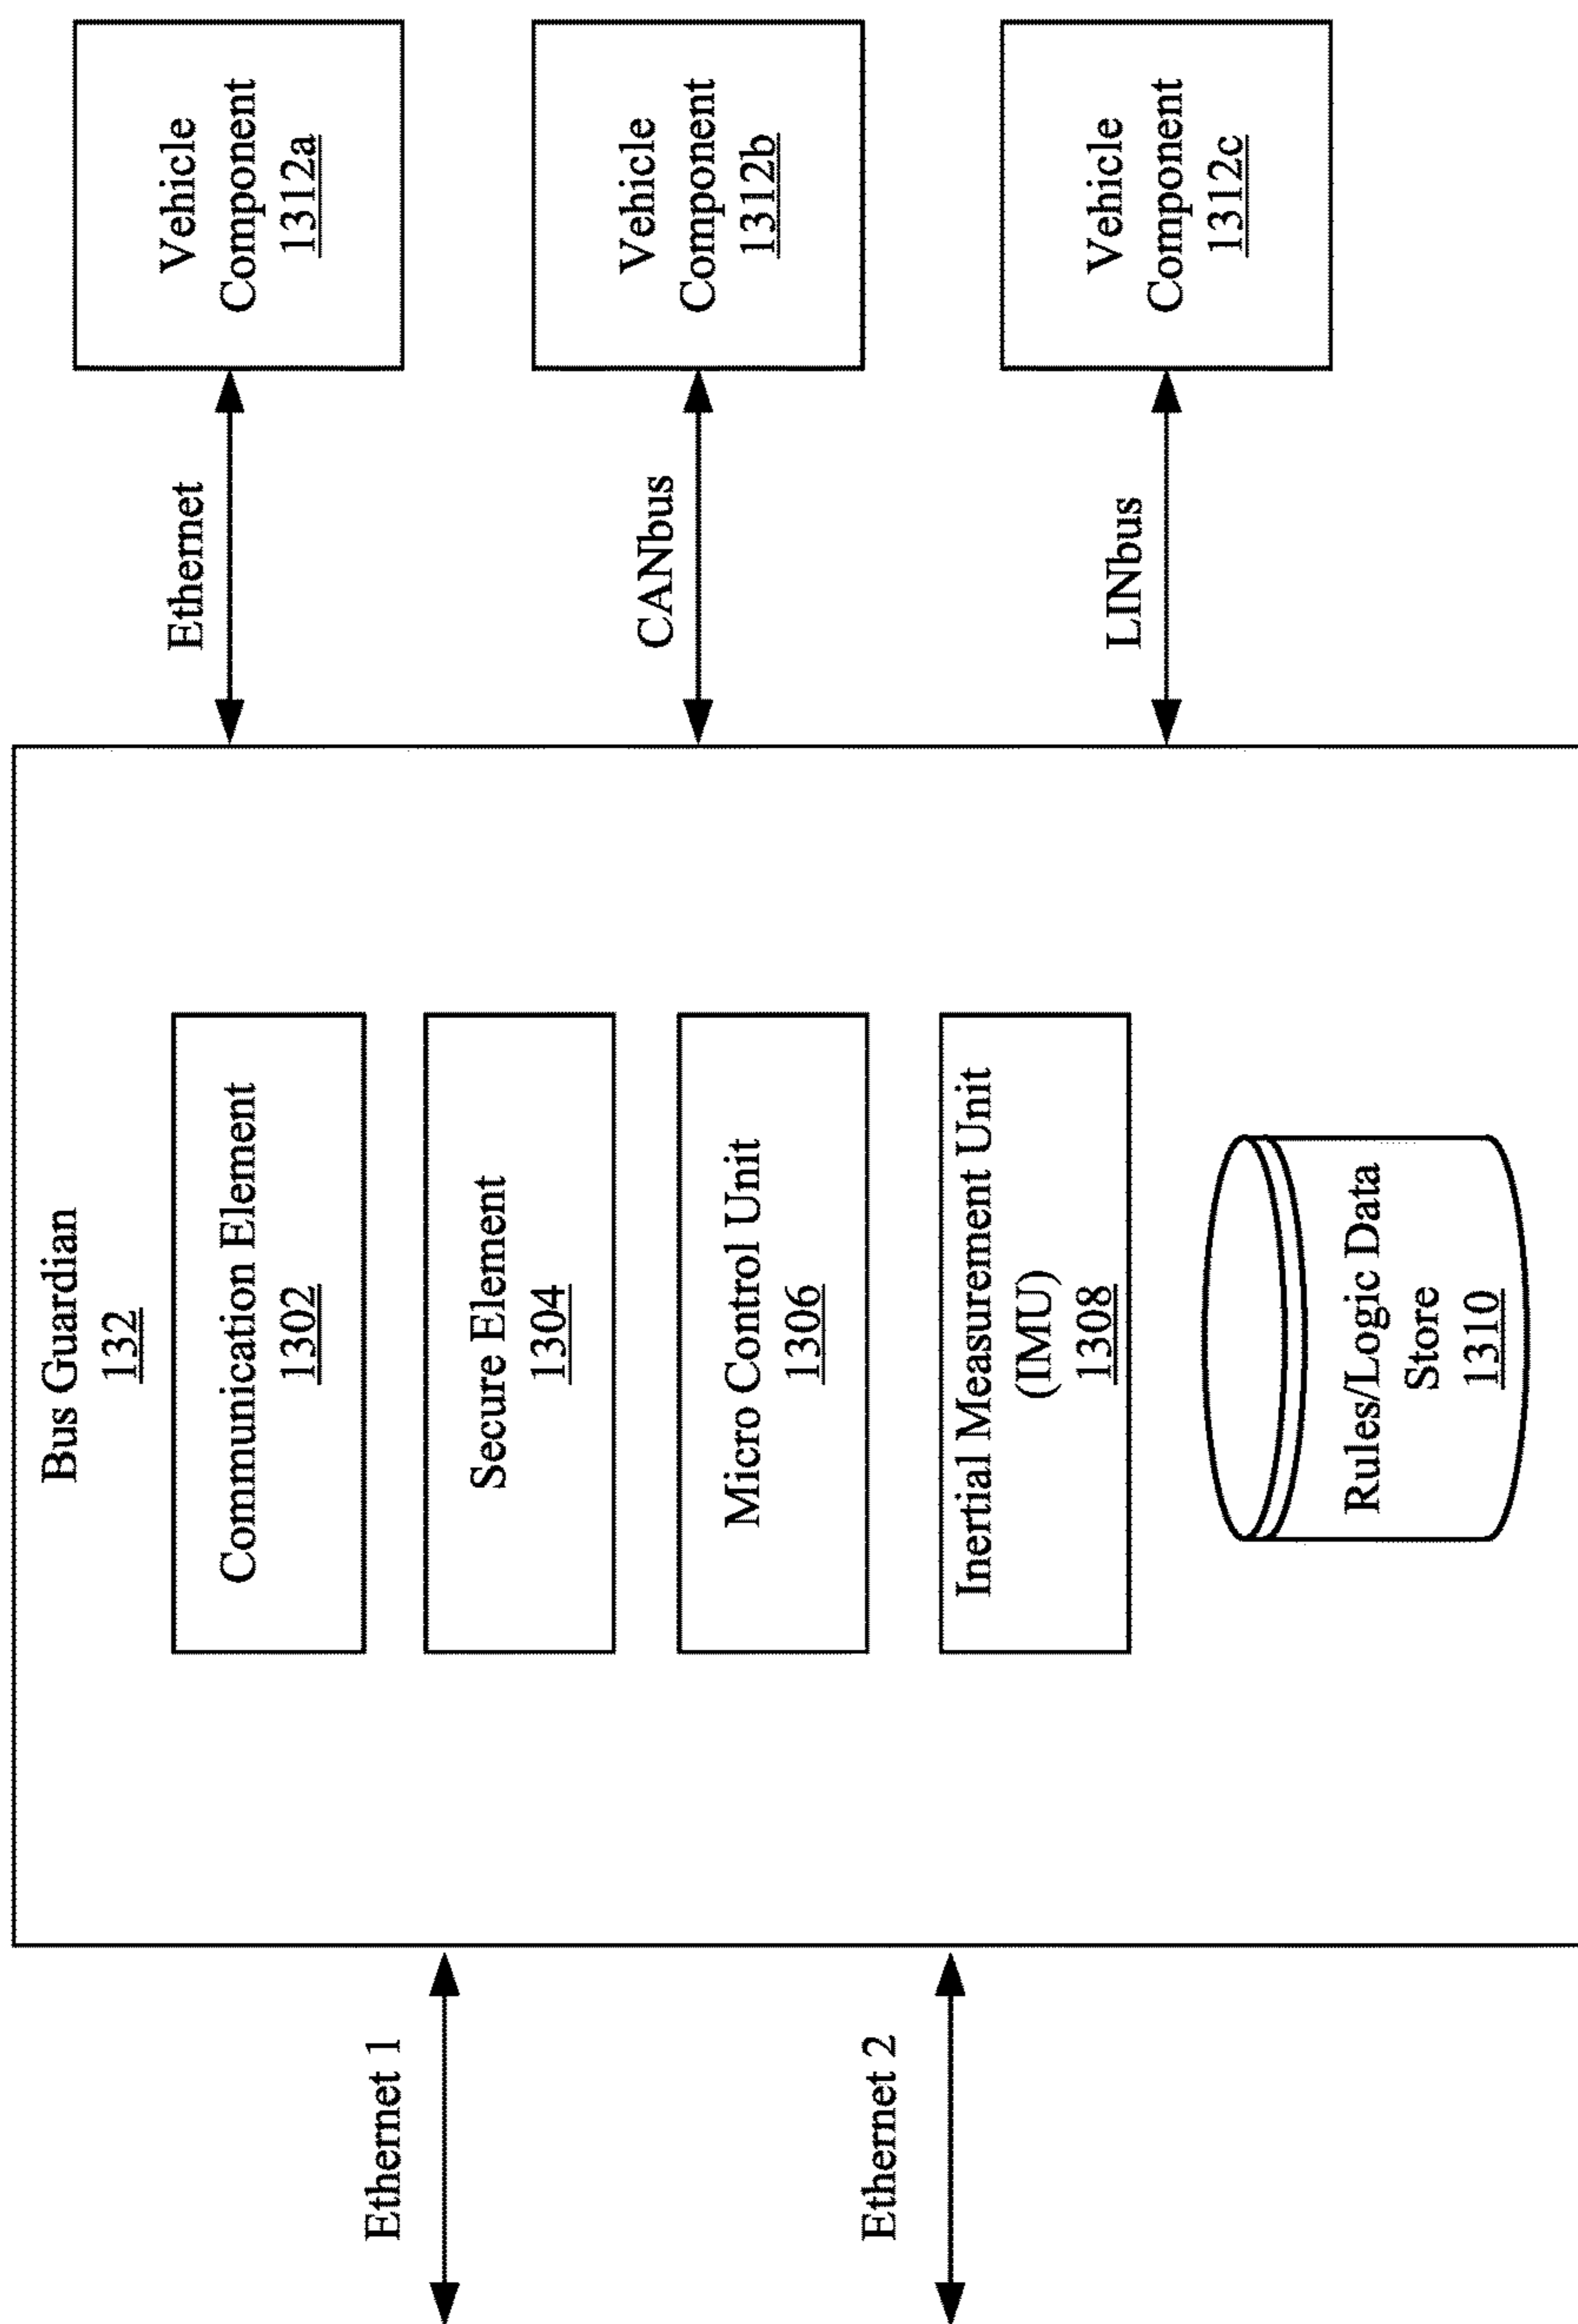 Bus Guardian
132
Communication Element
1302
Secure Element
1304
Micro Control Unit
1306
Inertial Measurement Unit
(IMU)
1308
Rules/Logic Data
Store
1310
Ethernet 1
Ethernet 2
Ethernet
CANbus
LINbus
Vehicle
Component
1312a
Vehicle
Component
1312b
Vehicle
Component
1312c